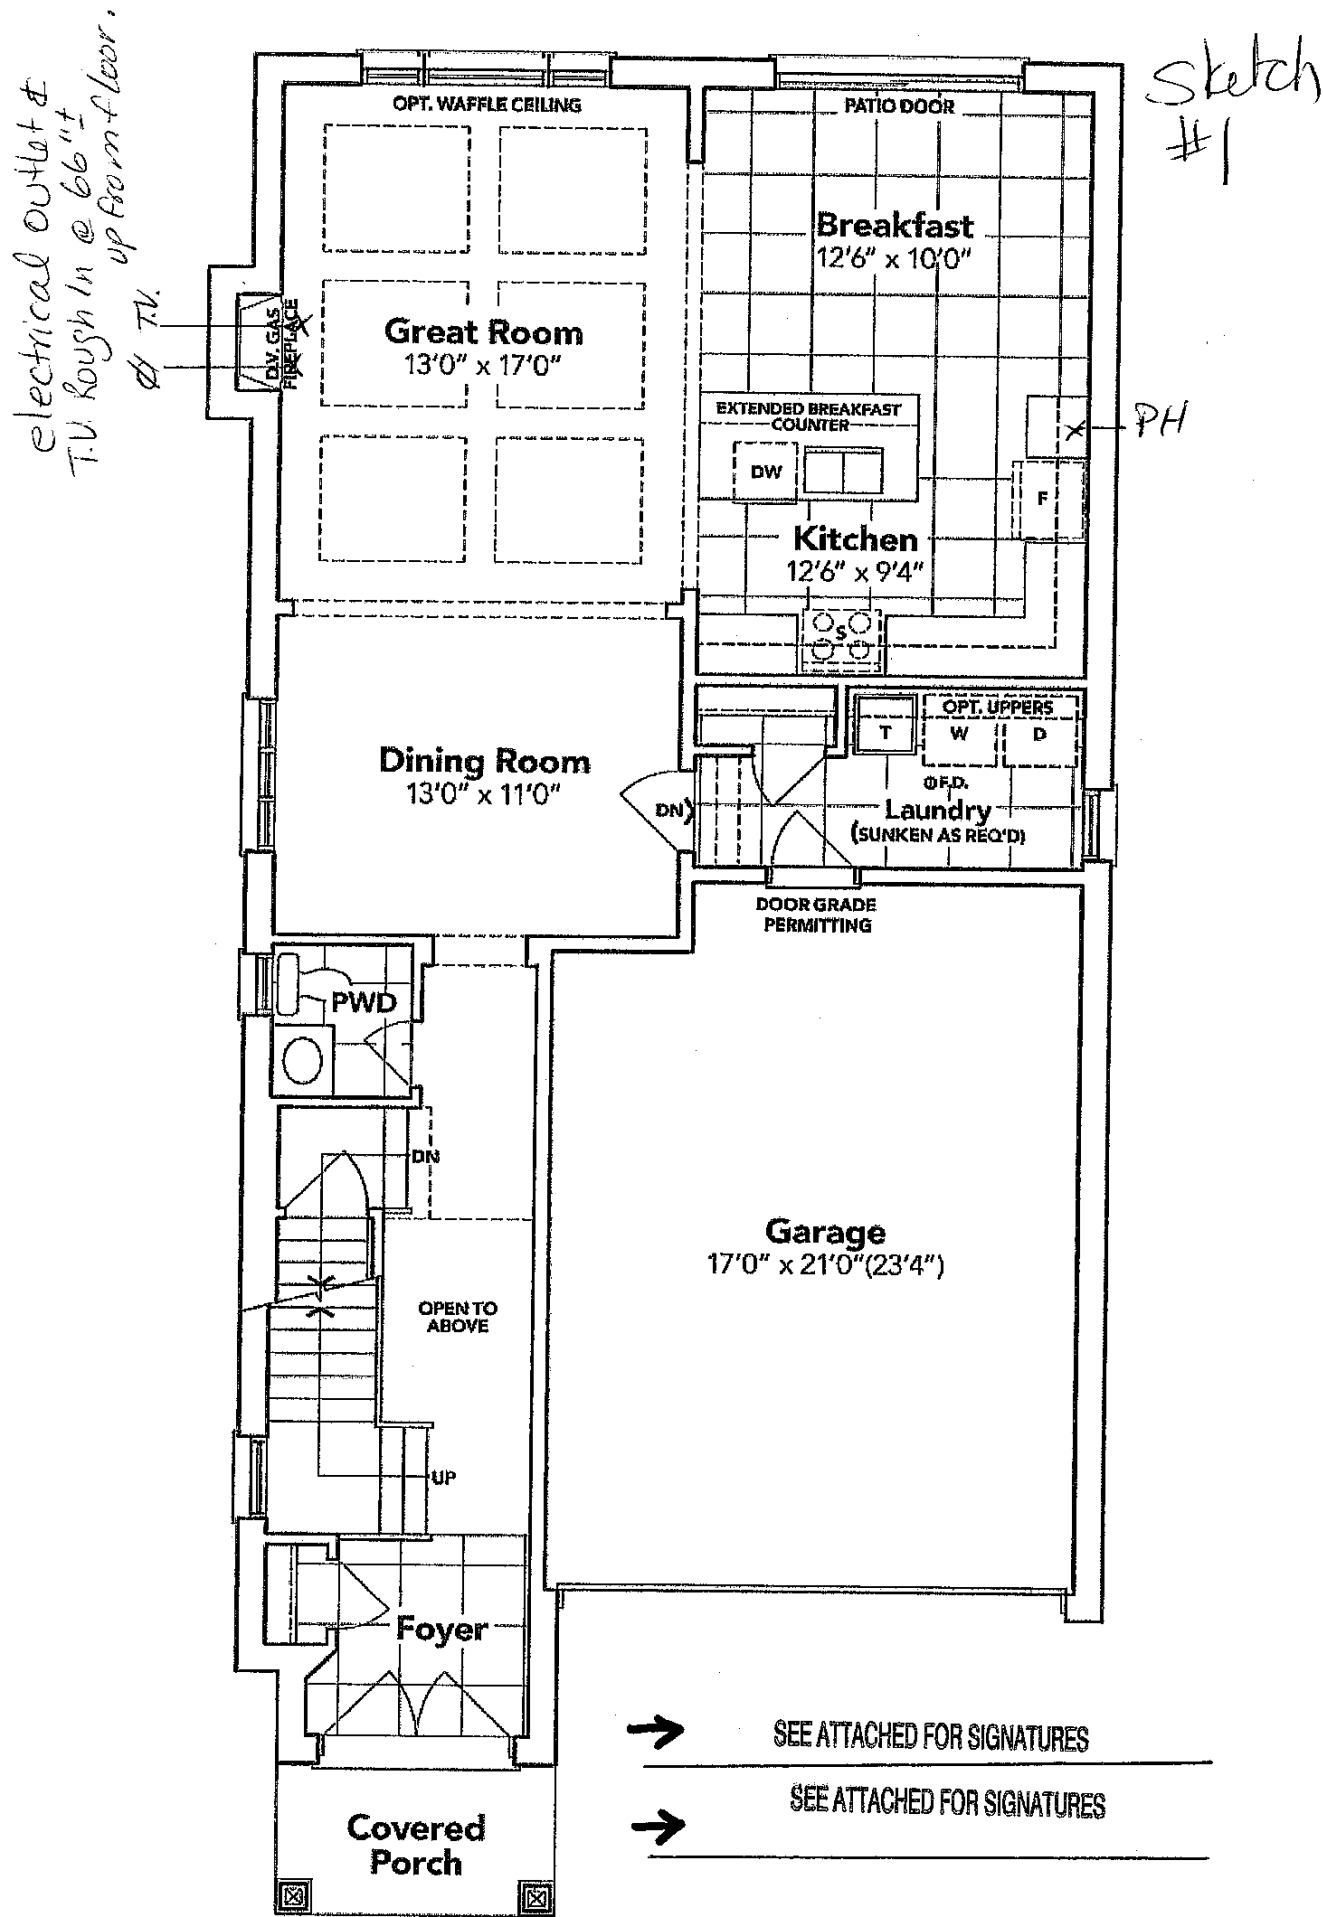 Sketch
#1
electrical outlet &
T.V. Rough In @ 66"±
up from floor.
T.V.
PH
OPT. WAFFLE CEILING
PATIO DOOR
Breakfast
12'6" x 10'0"
D.V. GAS
FIREPLACE
Great Room
13'0" x 17'0"
EXTENDED BREAKFAST
COUNTER
DW
F
Kitchen
12'6" x 9'4"
S
OPT. UPPERS
T
W
D
F.D.
Laundry
(SUNKEN AS REQ'D)
DN
Dining Room
13'0" x 11'0"
DOOR GRADE
PERMITTING
PWD
DN
Garage
17'0" x 21'0"(23'4")
OPEN TO
ABOVE
UP
Foyer
SEE ATTACHED FOR SIGNATURES
SEE ATTACHED FOR SIGNATURES
Covered
Porch